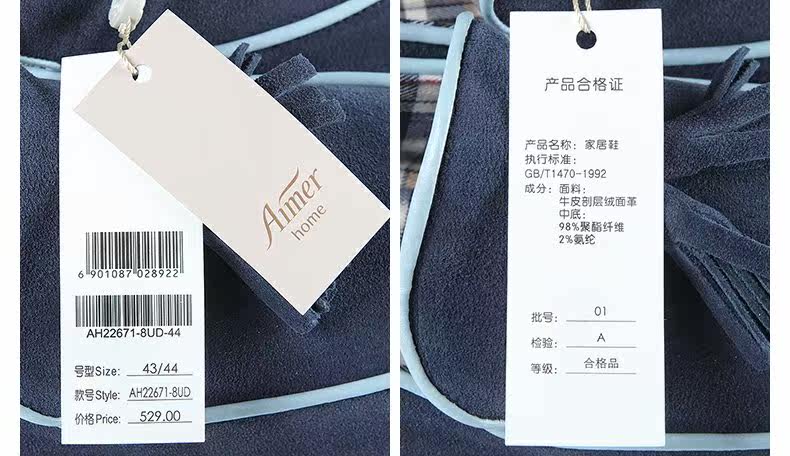 Aimer
home
6 901087 028922
AH22671-8UD-44
号型Size: 43/44
款号Style: AH22671-8UD
价格Price: 529.00
产品合格证
产品名称: 家居鞋
执行标准:
GB/T1470-1992
成分: 面料:
牛皮剖层绒面革
中底:
98%聚酯纤维
2%氨纶
批号: 01
检验: A
等级: 合格品